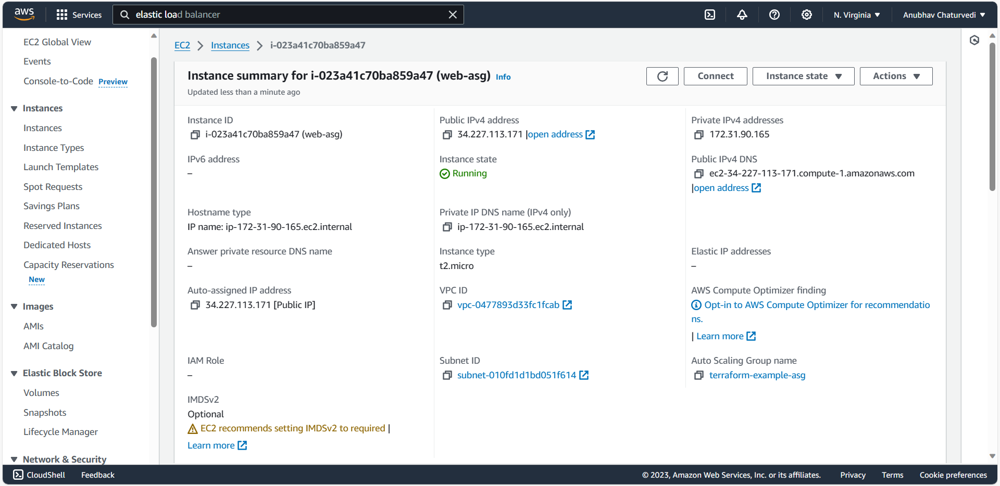 aws
Services
elastic load balancer
N. Virginia
Anubhav Chaturvedi
EC2 Global View
Events
Console-to-Code Preview
Instances
Instances
Instance Types
Launch Templates
Spot Requests
Savings Plans
Reserved Instances
Dedicated Hosts
Capacity Reservations
New
Images
AMIs
AMI Catalog
Elastic Block Store
Volumes
Snapshots
Lifecycle Manager
Network & Security
EC2 > Instances > i-023a41c70ba859a47
Instance summary for i-023a41c70ba859a47 (web-asg) Info
Updated less than a minute ago
Connect
Instance state
Actions
Instance ID
i-023a41c70ba859a47 (web-asg)
Public IPv4 address
34.227.113.171 |open address
Private IPv4 addresses
172.31.90.165
IPv6 address
–
Instance state
Running
Public IPv4 DNS
ec2-34-227-113-171.compute-1.amazonaws.com
|open address
Hostname type
IP name: ip-172-31-90-165.ec2.internal
Private IP DNS name (IPv4 only)
ip-172-31-90-165.ec2.internal
Answer private resource DNS name
–
Instance type
t2.micro
Elastic IP addresses
–
Auto-assigned IP address
34.227.113.171 [Public IP]
VPC ID
vpc-0477893d33fc1fcab
AWS Compute Optimizer finding
Opt-in to AWS Compute Optimizer for recommendatio
ns.
| Learn more
IAM Role
–
Subnet ID
subnet-010fd1d1bd051f614
Auto Scaling Group name
terraform-example-asg
IMDSv2
Optional
EC2 recommends setting IMDSv2 to required |
Learn more
CloudShell
Feedback
© 2023, Amazon Web Services, Inc. or its affiliates.
Privacy
Terms
Cookie preferences